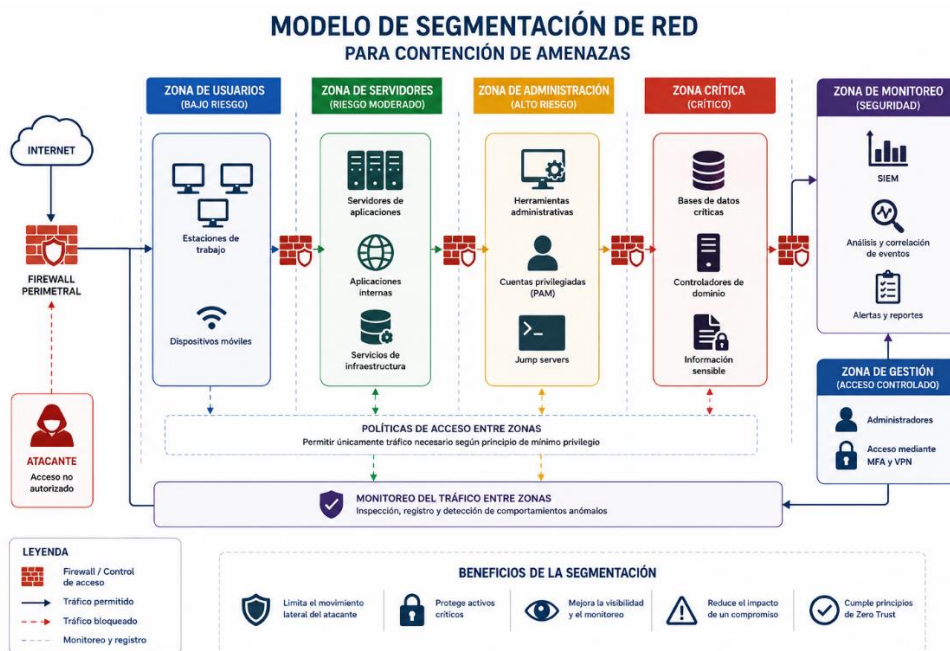 MODELO DE SEGMENTACIÓN DE RED
PARA CONTENCIÓN DE AMENAZAS
INTERNET
FIREWALL
PERIMETRAL
ATACANTE
Acceso no
autorizado
ZONA DE USUARIOS
(BAJO RIESGO)
Estaciones de
trabajo
Dispositivos móviles
ZONA DE SERVIDORES
(RIESGO MODERADO)
Servidores de
aplicaciones
Aplicaciones
internas
Servicios de
infraestructura
ZONA DE ADMINISTRACIÓN
(ALTO RIESGO)
Herramientas
administrativas
Cuentas privilegiadas
(PAM)
Jump servers
ZONA CRÍTICA
(CRÍTICO)
Bases de datos
críticas
Controladores de
dominio
Información
sensible
ZONA DE MONITOREO
(SEGURIDAD)
SIEM
Análisis y correlación
de eventos
Alertas y reportes
ZONA DE GESTIÓN
(ACCESO CONTROLADO)
Administradores
Acceso mediante
MFA y VPN
POLÍTICAS DE ACCESO ENTRE ZONAS
Permitir únicamente tráfico necesario según principio de mínimo privilegio
MONITOREO DEL TRÁFICO ENTRE ZONAS
Inspección, registro y detección de comportamientos anómalos
LEYENDA
Firewall / Control
de acceso
Tráfico permitido
Tráfico bloqueado
Monitoreo y registro
BENEFICIOS DE LA SEGMENTACIÓN
Limita el movimiento
lateral del atacante
Protege activos
críticos
Mejora la visibilidad
y el monitoreo
Reduce el impacto
de un compromiso
Cumple principios
de Zero Trust